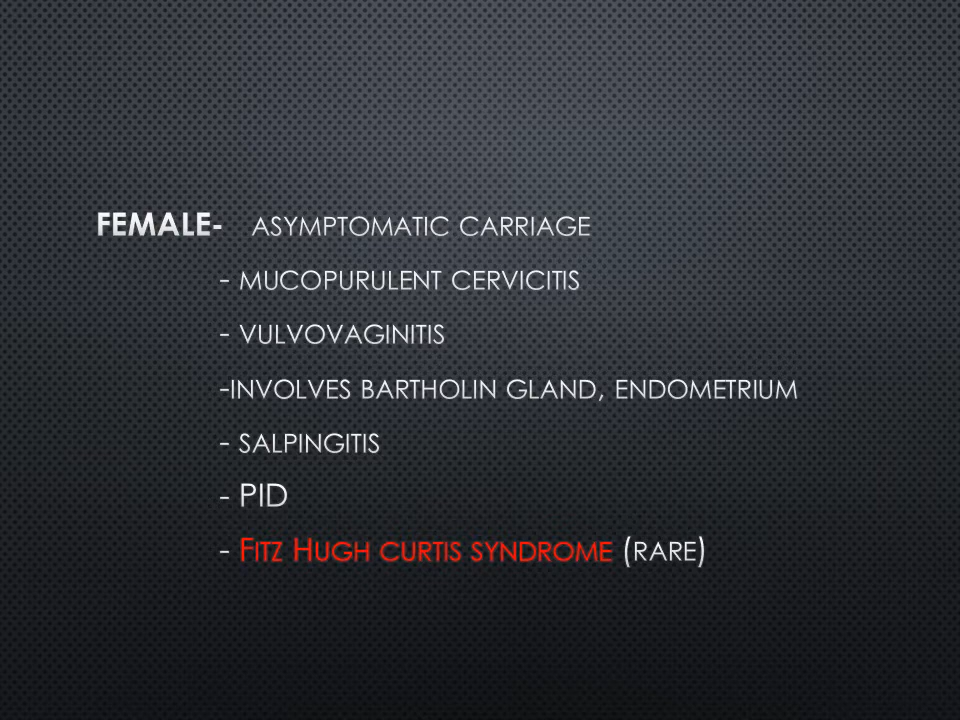 FEMALE- ASYMPTOMATIC CARRIAGE
- MUCOPURULENT CERVICITIS
- VULVOVAGINITIS
-INVOLVES BARTHOLIN GLAND, ENDOMETRIUM
- SALPINGITIS
- PID
- FITZ HUGH CURTIS SYNDROME (RARE)